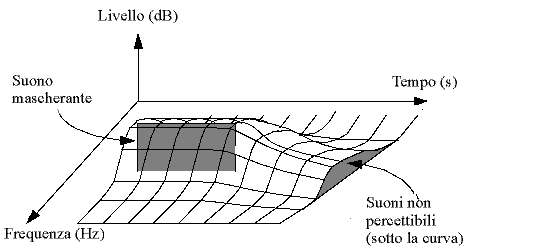 Livello (dB)
Suono
mascherante
Tempo (s)
Frequenza (Hz)
Suoni non
percettibili
(sotto la curva)